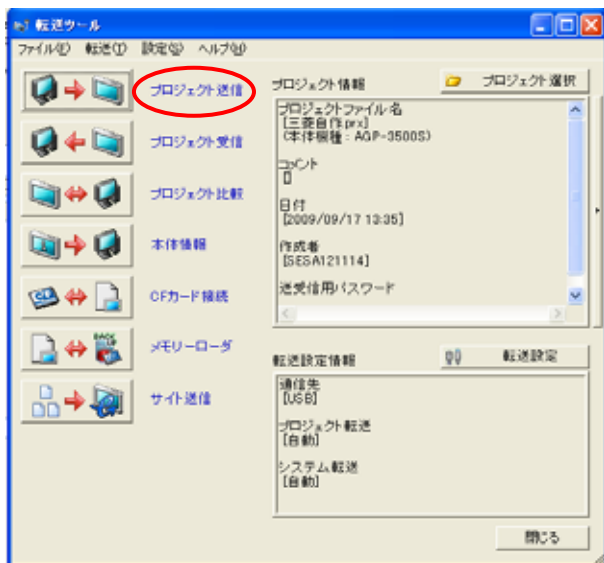 転送ツール
ファイル(F) 転送(T) 設定(S) ヘルプ(H)
プロジェクト送信
プロジェクト受信
プロジェクト比較
本体情報
CFカード接続
メモリーローダ
サイト送信
プロジェクト情報
プロジェクト選択
プロジェクトファイル名
[三菱自作.prx]
(本体機種 : AGP-3500S)
コメント
[]
日付
[2009/09/17 13:35]
作成者
[SESA121114]
送受信用パスワード
転送設定情報
転送設定
通信先
[USB]
プロジェクト転送
[自動]
システム転送
[自動]
閉じる